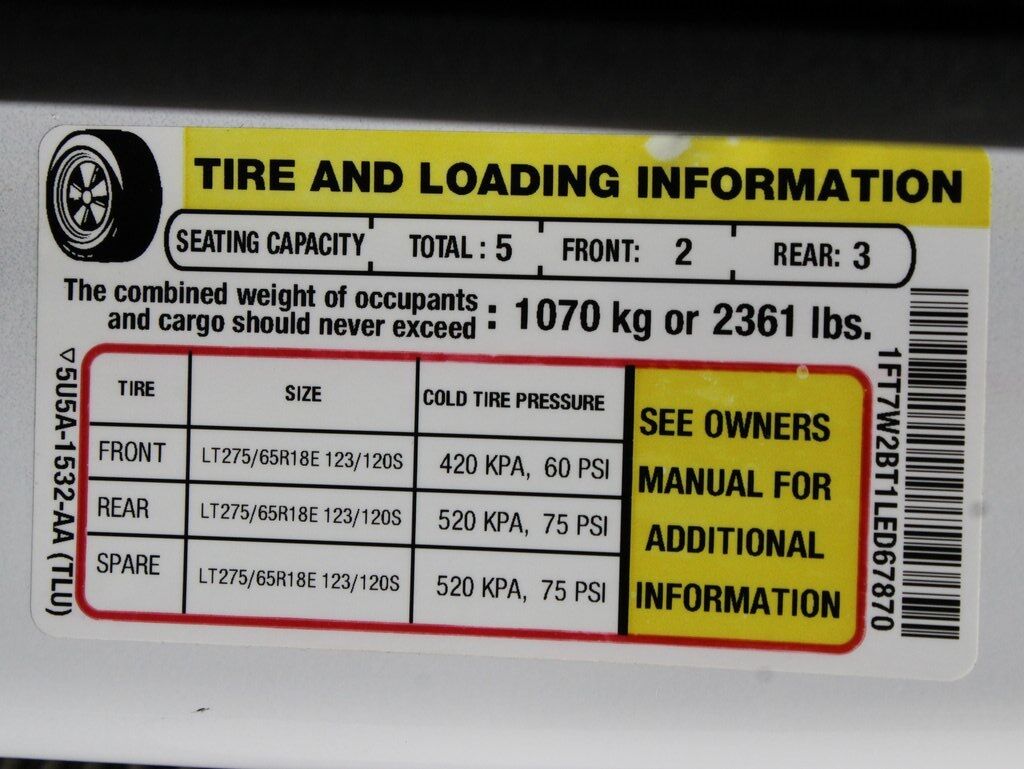 TIRE AND LOADING INFORMATION
SEATING CAPACITY TOTAL : 5 FRONT: 2 REAR: 3
The combined weight of occupants
and cargo should never exceed : 1070 kg or 2361 lbs.
TIRE SIZE COLD TIRE PRESSURE
FRONT LT275/65R18E 123/120S 420 KPA, 60 PSI
REAR LT275/65R18E 123/120S 520 KPA, 75 PSI
SPARE LT275/65R18E 123/120S 520 KPA, 75 PSI
SEE OWNERS
MANUAL FOR
ADDITIONAL
INFORMATION
▽5U5A-1532-AA (TLU)
1FT7W2BT1LED67870